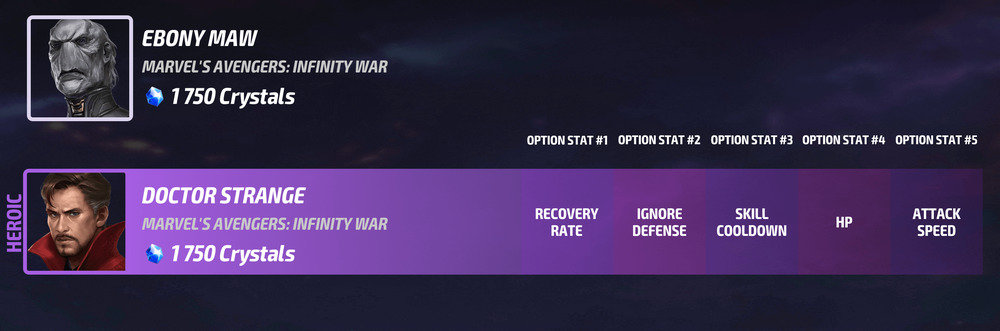 EBONY MAW
MARVEL'S AVENGERS: INFINITY WAR
1 750 Crystals
OPTION STAT #1 OPTION STAT #2 OPTION STAT #3 OPTION STAT #4 OPTION STAT #5
HEROIC
DOCTOR STRANGE
MARVEL'S AVENGERS: INFINITY WAR
1 750 Crystals
RECOVERY
RATE
IGNORE
DEFENSE
SKILL
COOLDOWN
HP
ATTACK
SPEED